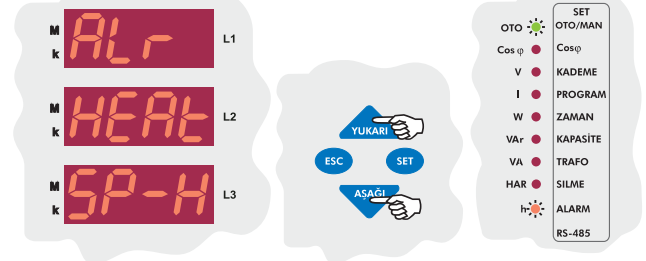 M
k
ALr
L1
M
k
HEAt
L2
M
k
SP-H
L3
YUKARI
ESC
SET
AŞAĞI
SET
OTO OTO/MAN
Cos φ Cosφ
V KADEME
I PROGRAM
W ZAMAN
VAr KAPASİTE
VA TRAFO
HAR SILME
h ALARM
RS-485